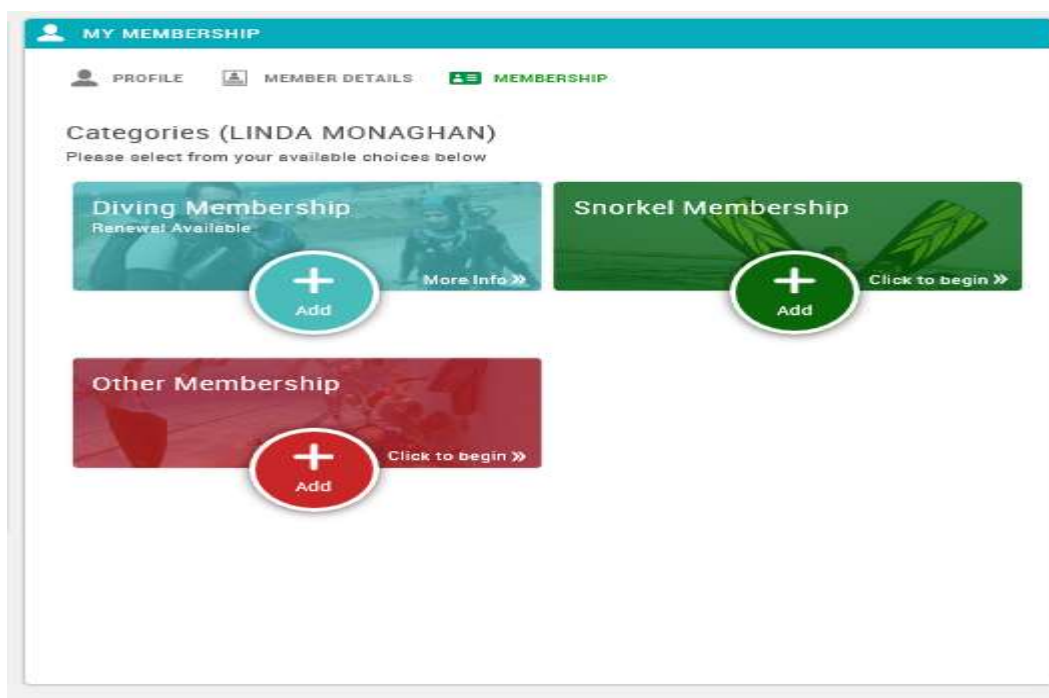 MY MEMBERSHIP
PROFILE MEMBER DETAILS MEMBERSHIP
Categories (LINDA MONAGHAN)
Please select from your available choices below
Diving Membership
Renewal Available
More Info »
Add
Snorkel Membership
Click to begin »
Add
Other Membership
Click to begin »
Add